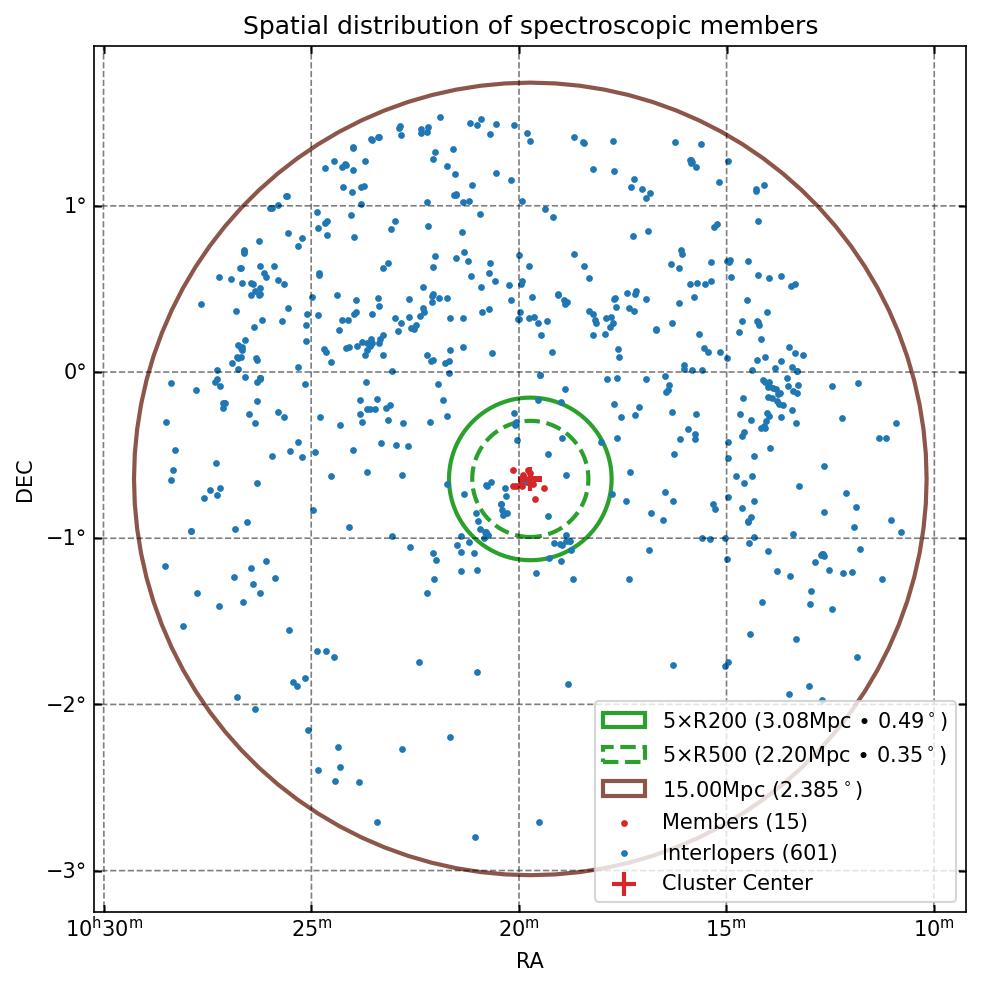 Spatial distribution of spectroscopic members
DEC
1°
0°
−1°
−2°
−3°
5×R200 (3.08Mpc • 0.49°)
5×R500 (2.20Mpc • 0.35°)
15.00Mpc (2.385°)
Members (15)
Interlopers (601)
Cluster Center
10ʰ30ᵐ 25ᵐ 20ᵐ 15ᵐ 10ᵐ
RA